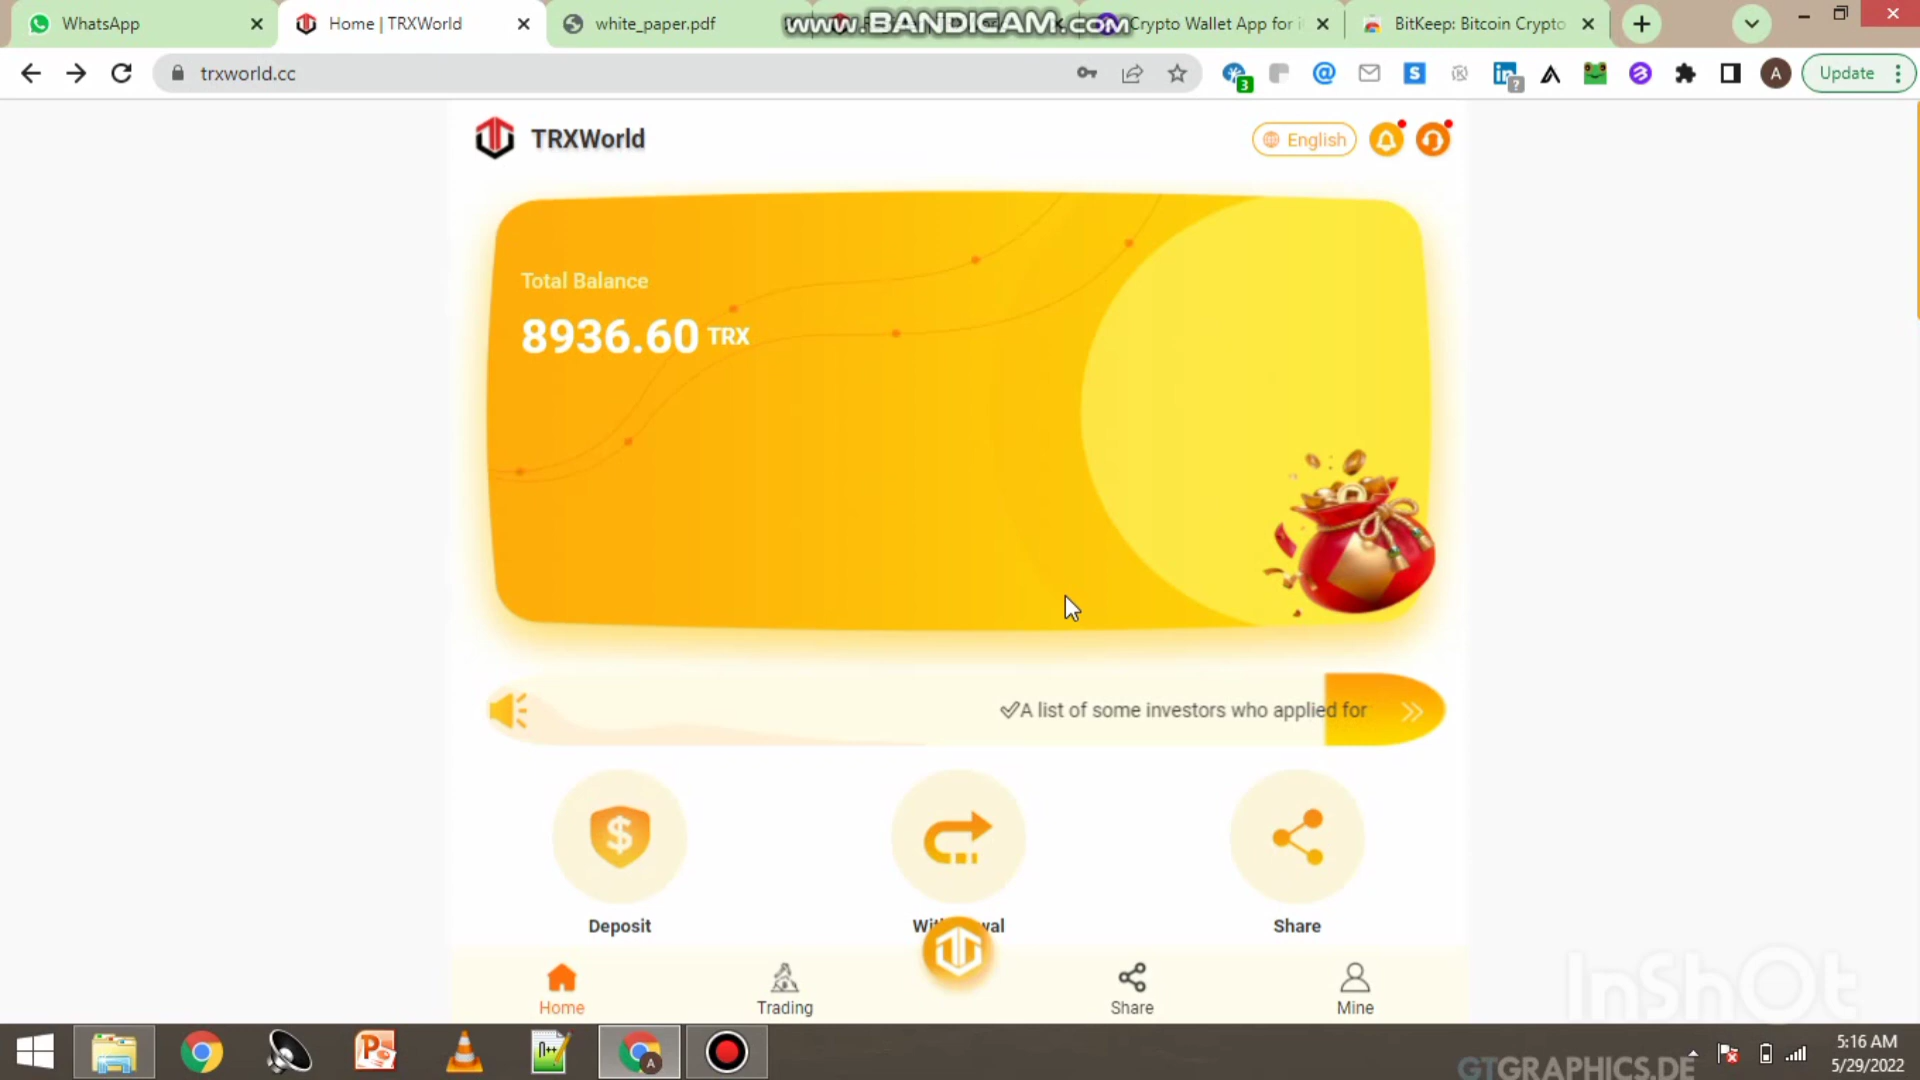 WhatsApp
Home | TRXWorld
white_paper.pdf
www.BANDICAM.com
Crypto Wallet App for i
BitKeep: Bitcoin Crypto
trxworld.cc
3
@
S
in
?
A
Update
TRXWorld
English
Total Balance
8936.60 TRX
A list of some investors who applied for
$
Deposit
Share
Home
Trading
Share
Mine
InShOt
P
N++
A
5:16 AM
5/29/2022
GTGRAPHICS.DE